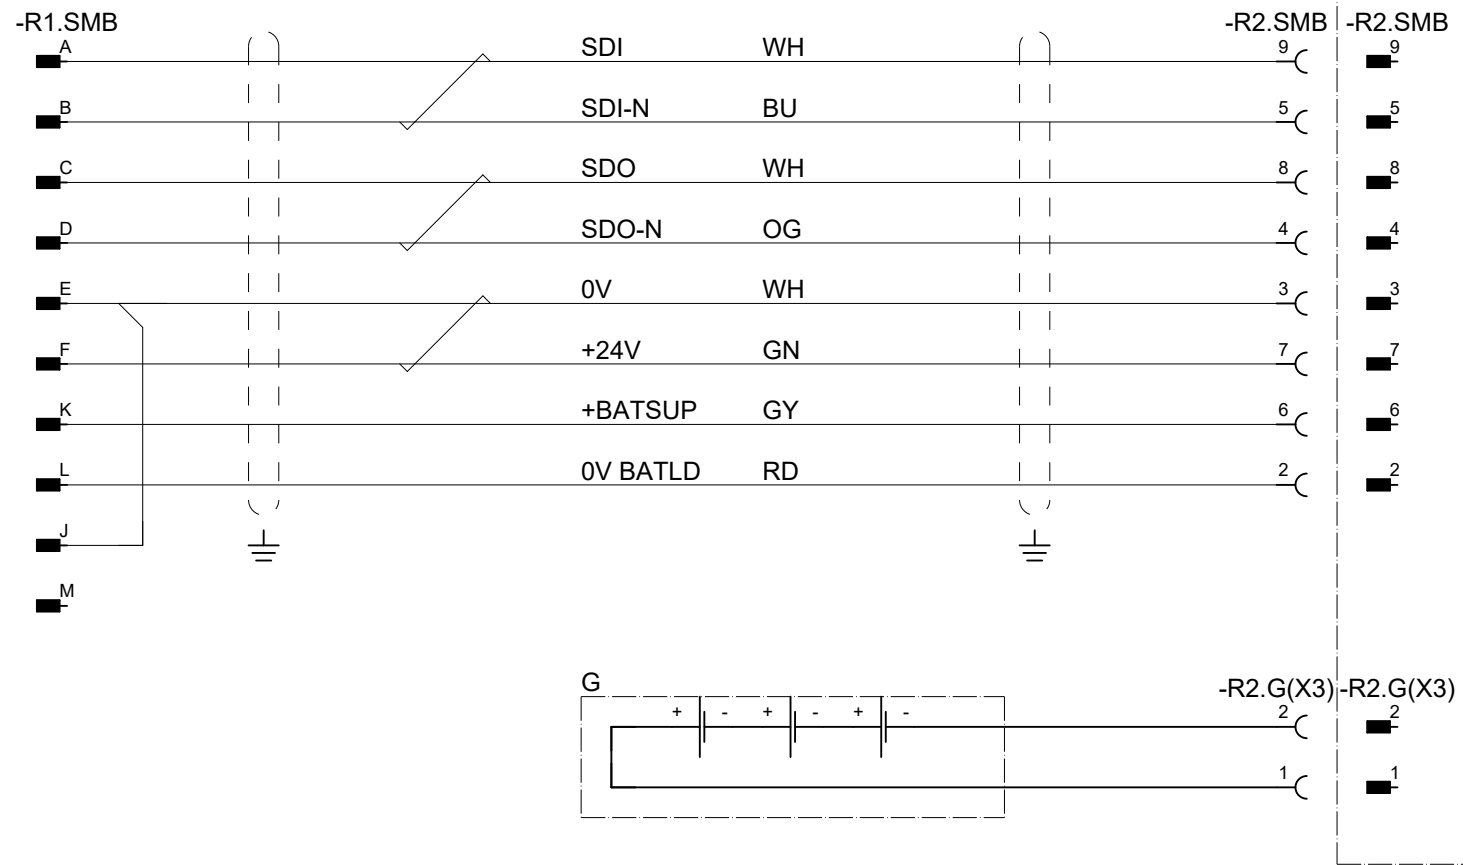 -R1.SMB -R2.SMB -R2.SMB
A SDI WH 9 9
B SDI-N BU 5 5
C SDO WH 8 8
D SDO-N OG 4 4
E 0V WH 3 3
F +24V GN 7 7
K +BATSUP GY 6 6
L 0V BATLD RD 2 2
J
M
G -R2.G(X3) -R2.G(X3)
+ - + - + - 2 2
1 1